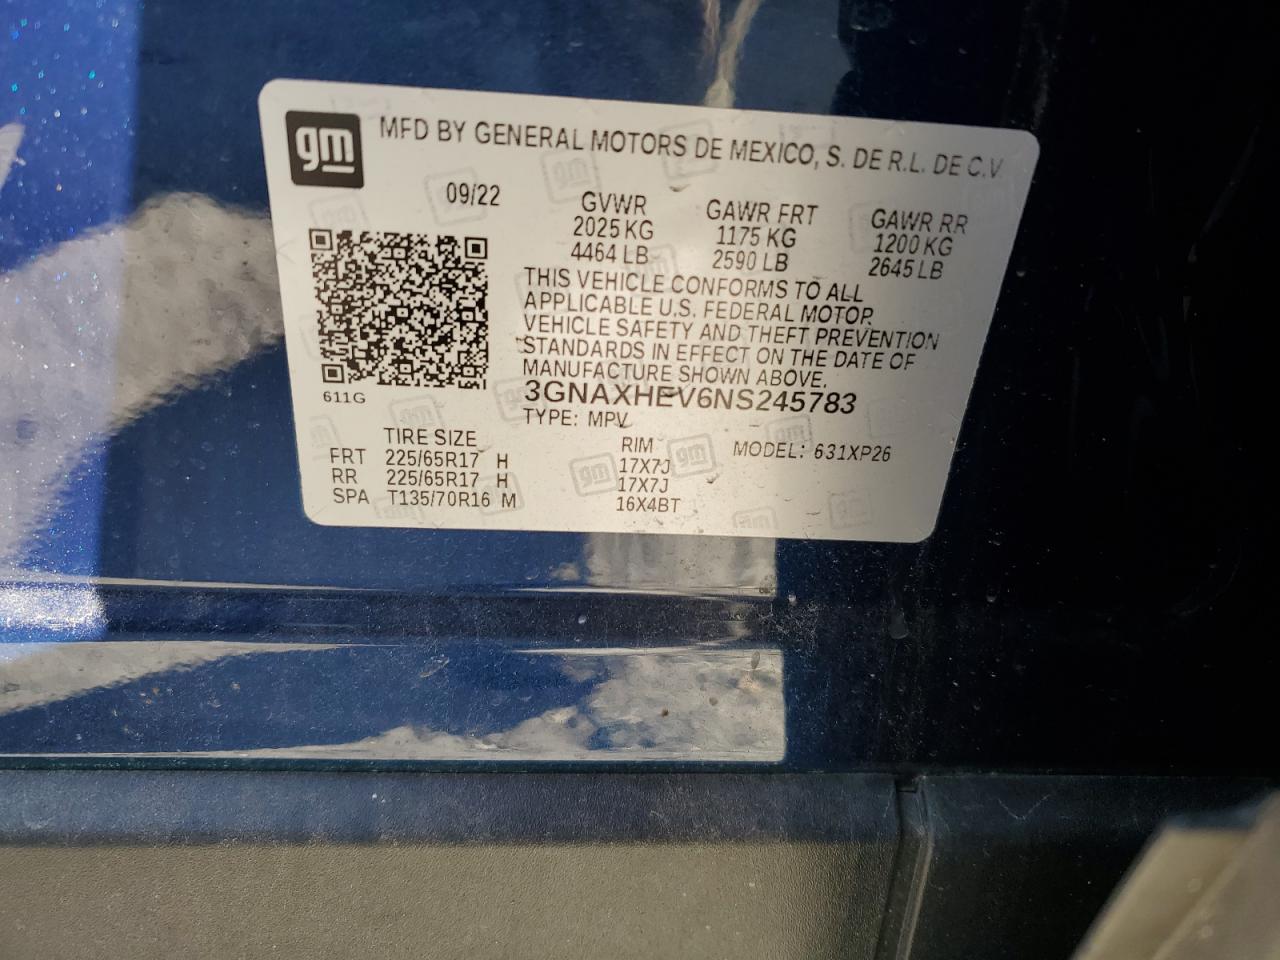 gm MFD BY GENERAL MOTORS DE MEXICO, S. DE R.L. DE C.V
09/22
GVWR GAWR FRT GAWR RR
2025 KG 1175 KG 1200 KG
4464 LB 2590 LB 2645 LB
THIS VEHICLE CONFORMS TO ALL
APPLICABLE U.S. FEDERAL MOTOR
VEHICLE SAFETY AND THEFT PREVENTION
STANDARDS IN EFFECT ON THE DATE OF
MANUFACTURE SHOWN ABOVE.
611G
3GNAXHEV6NS245783
TYPE: MPV
TIRE SIZE RIM MODEL: 631XP26
FRT 225/65R17 H 17X7J
RR 225/65R17 H 17X7J
SPA T135/70R16 M 16X4BT